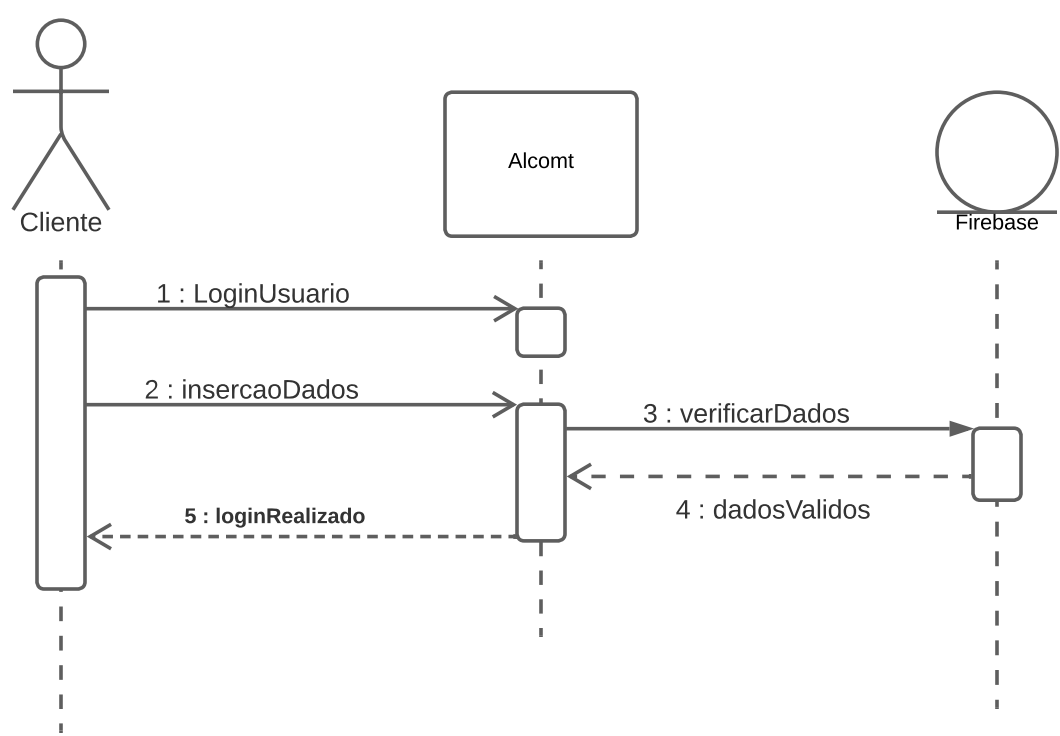 Alcomt
Cliente
Firebase
1 : LoginUsuario
2 : insercaoDados
3 : verificarDados
4 : dadosValidos
5 : loginRealizado